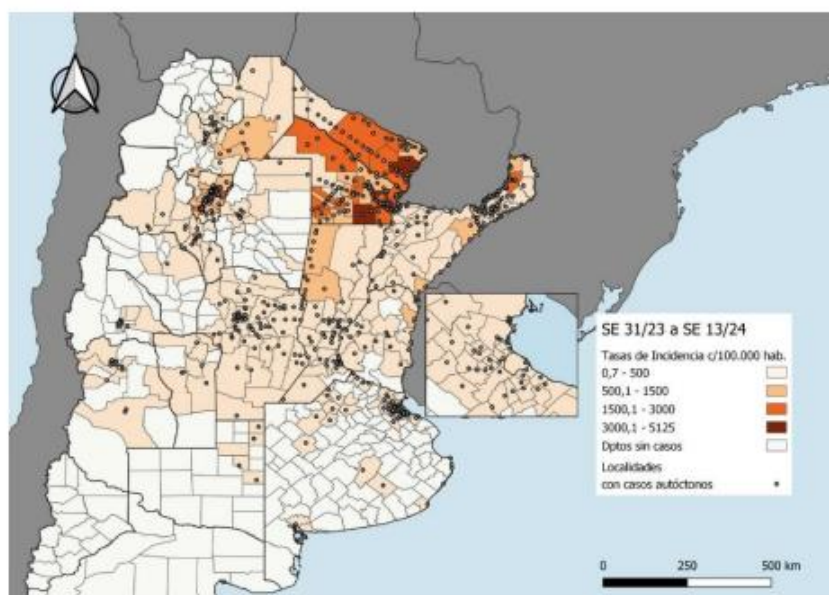 SE 31/23 a SE 13/24
Tasas de Incidencia c/100.000 hab.
0,7 - 500
500,1 - 1500
1500,1 - 3000
3000,1 - 5125
Dptos sin casos
Localidades
con casos autóctonos
0 250 500 km